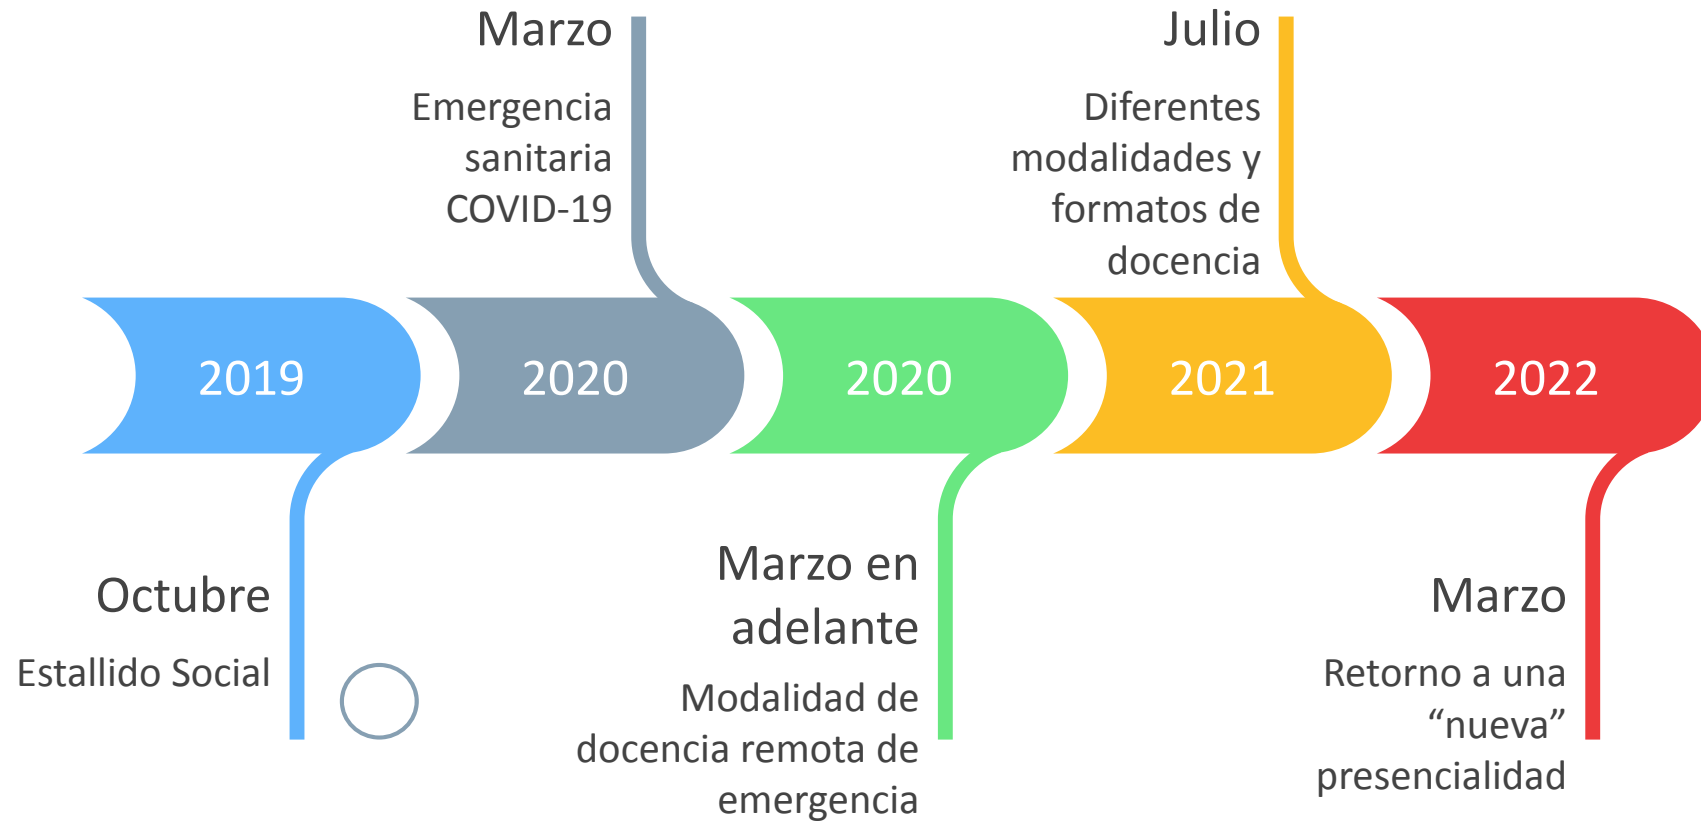 Marzo
Emergencia
sanitaria
COVID-19
Julio
Diferentes
modalidades y
formatos de
docencia
2019
2020
2020
2021
2022
Octubre
Estallido Social
Marzo en
adelante
Modalidad de
docencia remota de
emergencia
Marzo
Retorno a una
“nueva”
presencialidad